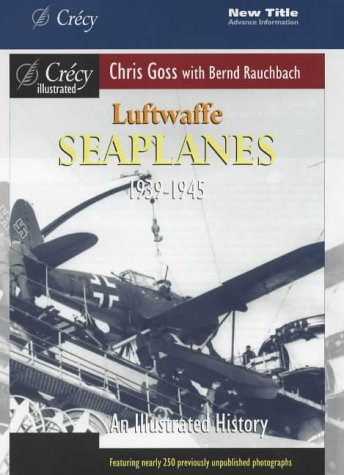 Crécy
New Title
Advance Information
Crécy
illustrated
Chris Goss with Bernd Rauchbach
Luftwaffe
SEAPLANES
1939-1945
An Illustrated History
Featuring nearly 250 previously unpublished photographs